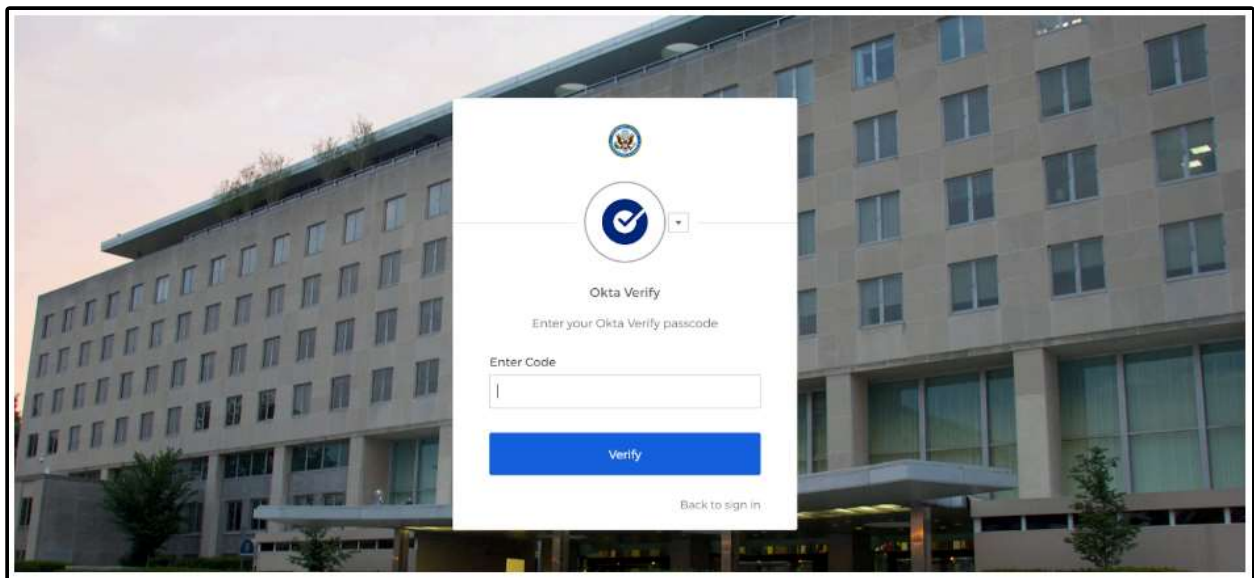 Okta Verify
Enter your Okta Verify passcode
Enter Code
Verify
Back to sign in